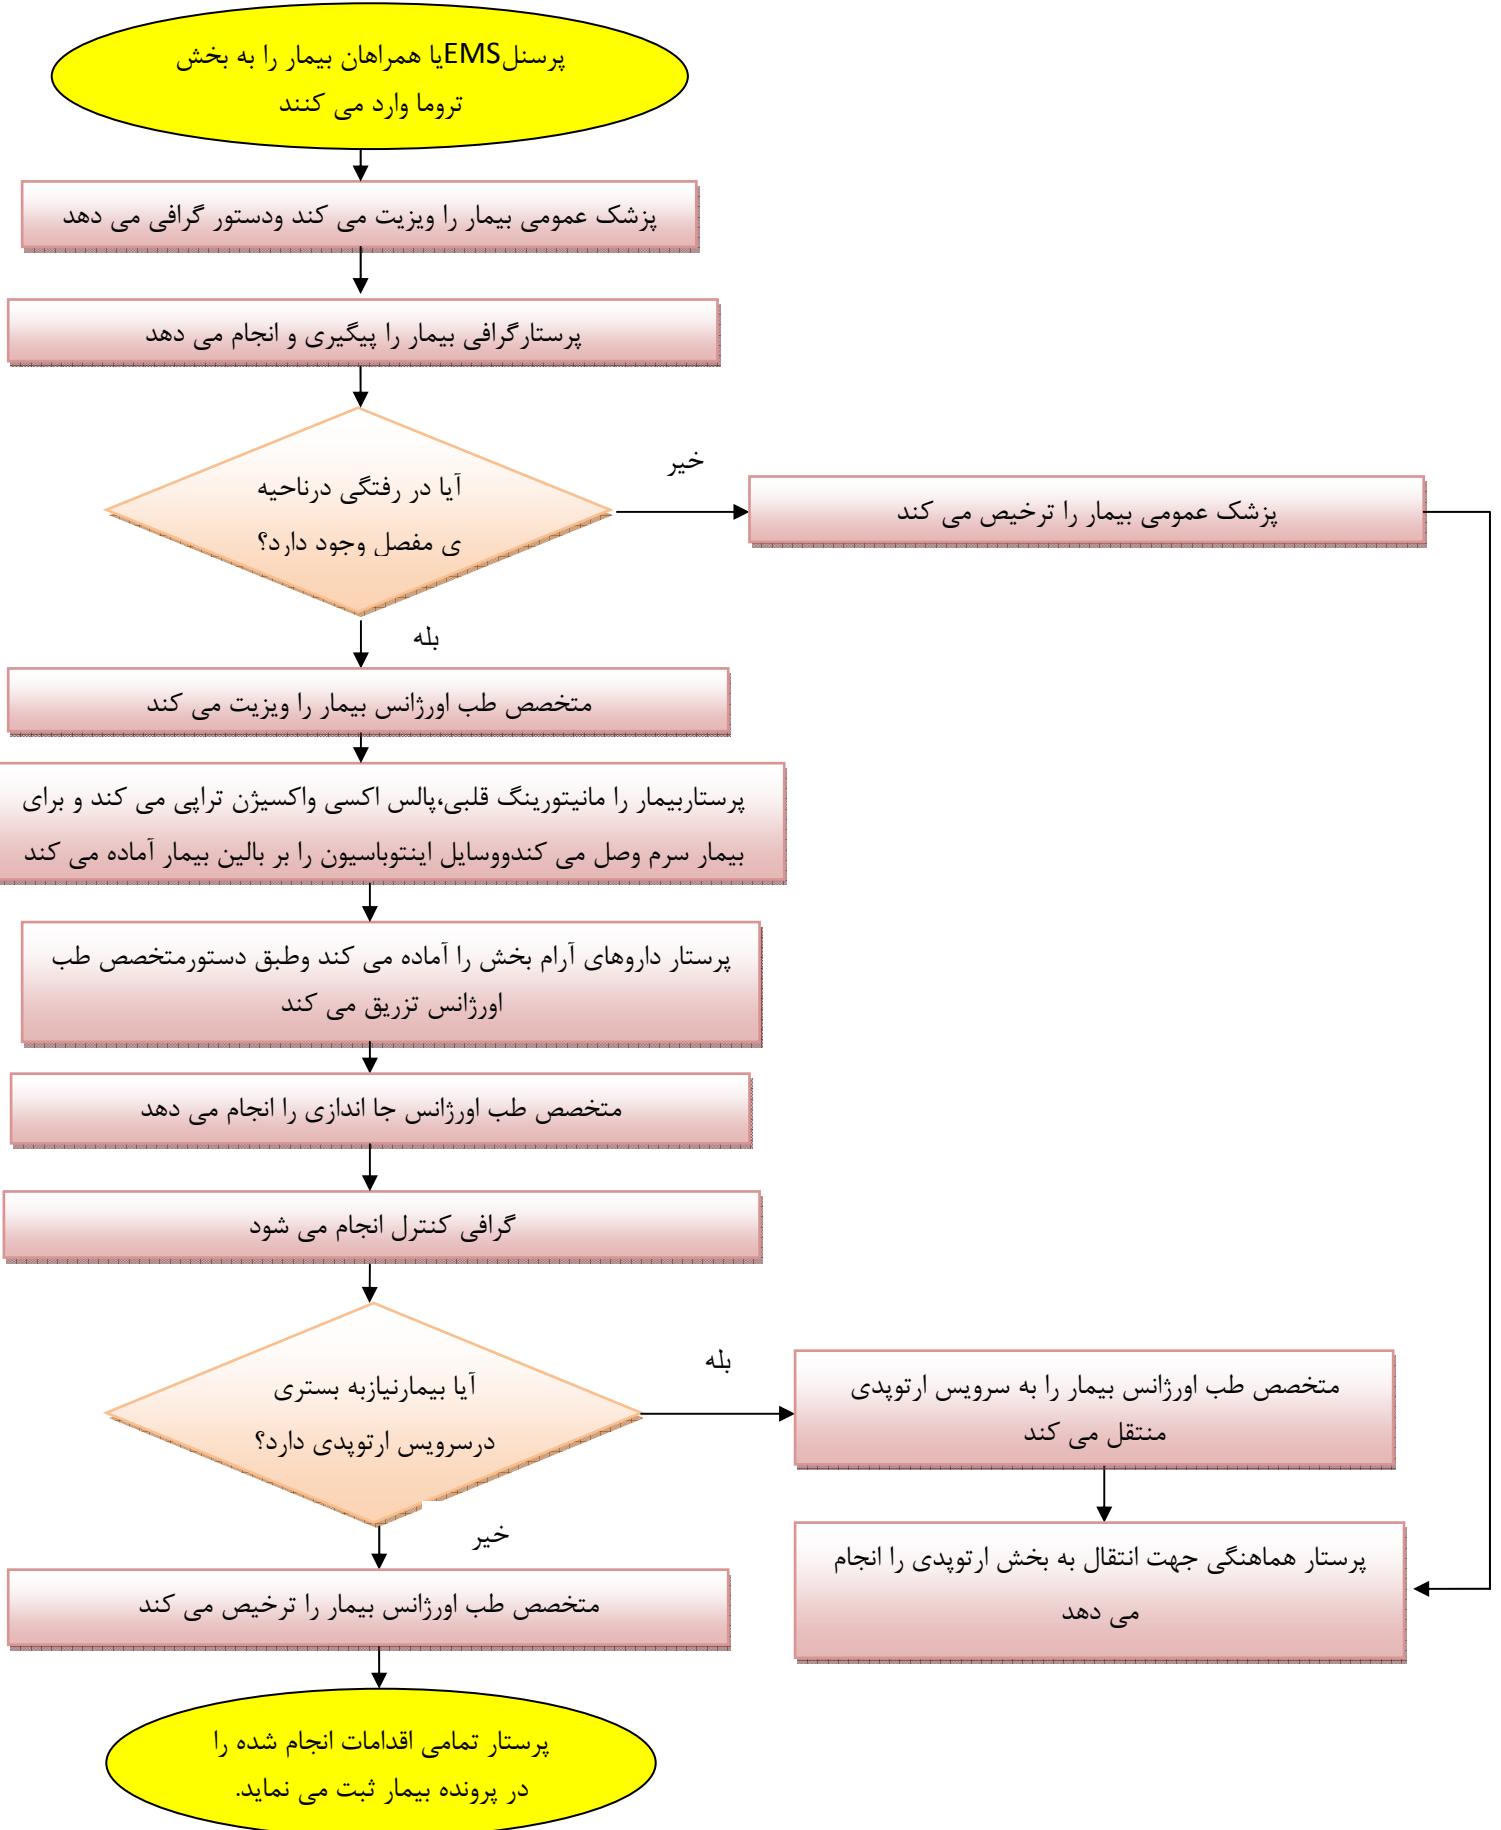 پرسنلEMSیا همراهان بیمار را به بخش
تروما وارد می کنند
پزشک عمومی بیمار را ویزیت می کند ودستور گرافی می دهد
پرستارگرافی بیمار را پیگیری و انجام می دهد
آیا در رفتگی درناحیه
ی مفصل وجود دارد؟
خیر
پزشک عمومی بیمار را ترخیص می کند
بله
متخصص طب اورژانس بیمار را ویزیت می کند
پرستاربیمار را مانیتورینگ قلبی،پالس اکسی واکسیژن تراپی می کند و برای
بیمار سرم وصل می کندووسایل اینتوباسیون را بر بالین بیمار آماده می کند
پرستار داروهای آرام بخش را آماده می کند وطبق دستورمتخصص طب
اورژانس تزریق می کند
متخصص طب اورژانس جا اندازی را انجام می دهد
گرافی کنترل انجام می شود
آیا بیمارنیازبه بستری
درسرویس ارتوپدی دارد؟
بله
متخصص طب اورژانس بیمار را به سرویس ارتوپدی
منتقل می کند
پرستار هماهنگی جهت انتقال به بخش ارتوپدی را انجام
می دهد
خیر
متخصص طب اورژانس بیمار را ترخیص می کند
پرستار تمامی اقدامات انجام شده را
در پرونده بیمار ثبت می نماید.